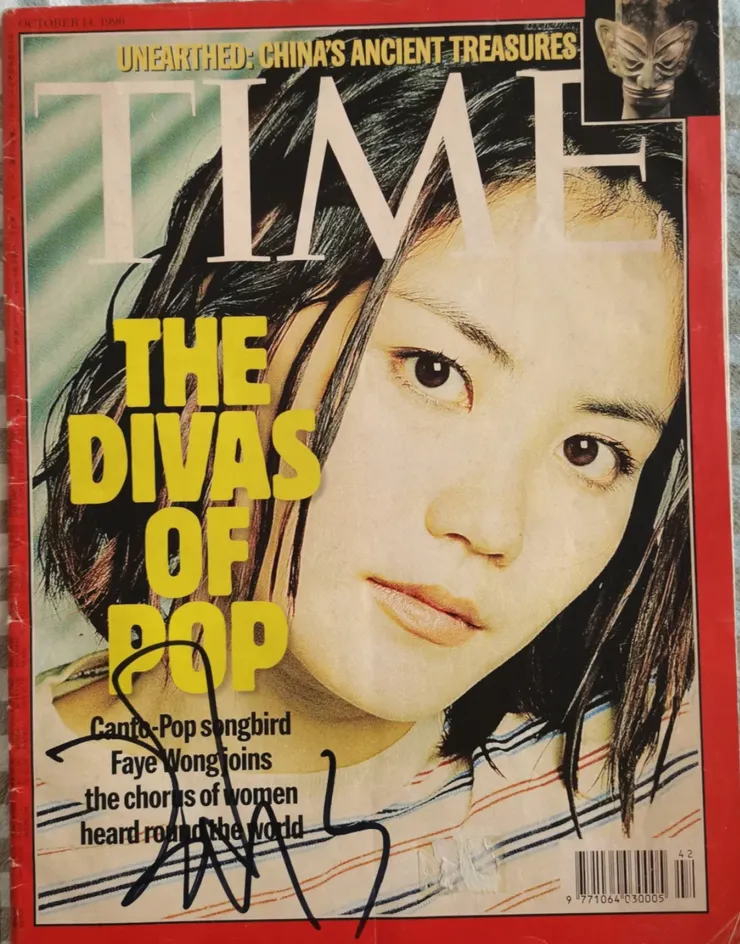 OCTOBER 14, 1996
UNEARTHED: CHINA'S ANCIENT TREASURES
TIME
THE
DIVAS
OF
POP
Canto-Pop songbird
Faye Wong joins
the chorus of women
heard round the world
42
9 771064 030005